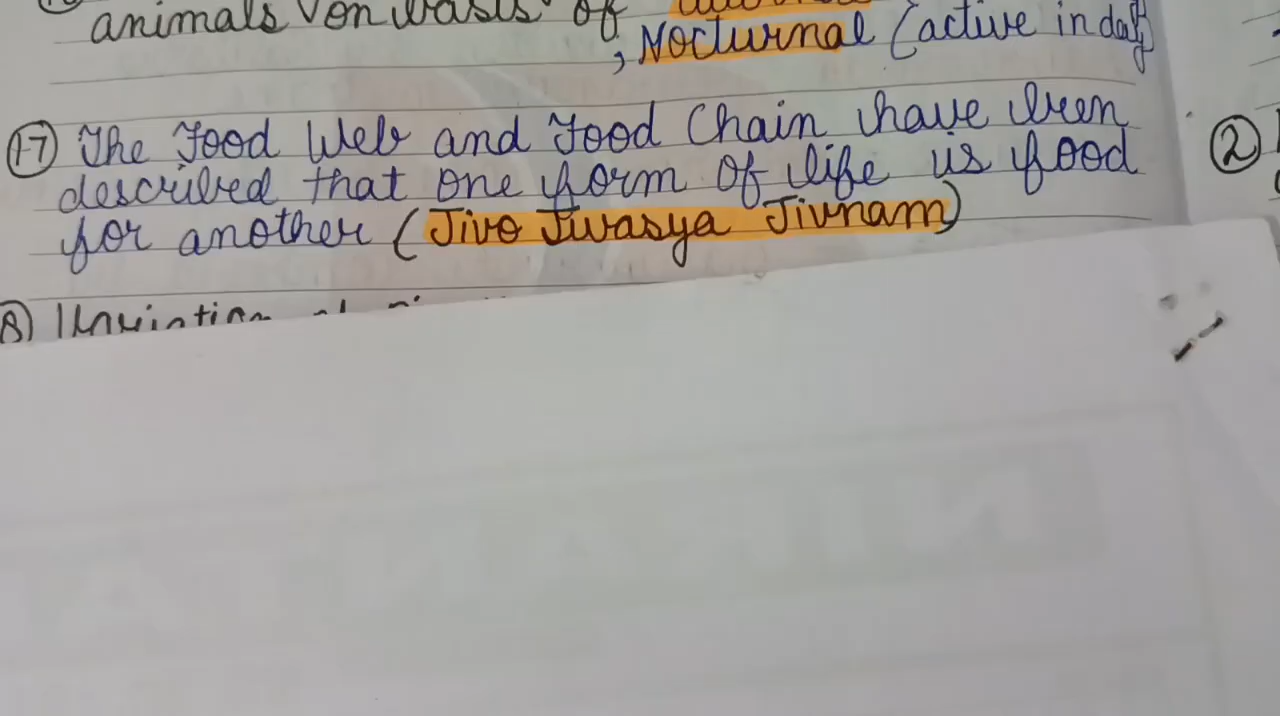 animals on basis of
, Nocturnal (active in day)
17 The Food Web and Food Chain have been
described that one form of life is food
for another (Jivo Jivasya Jivnam)
2